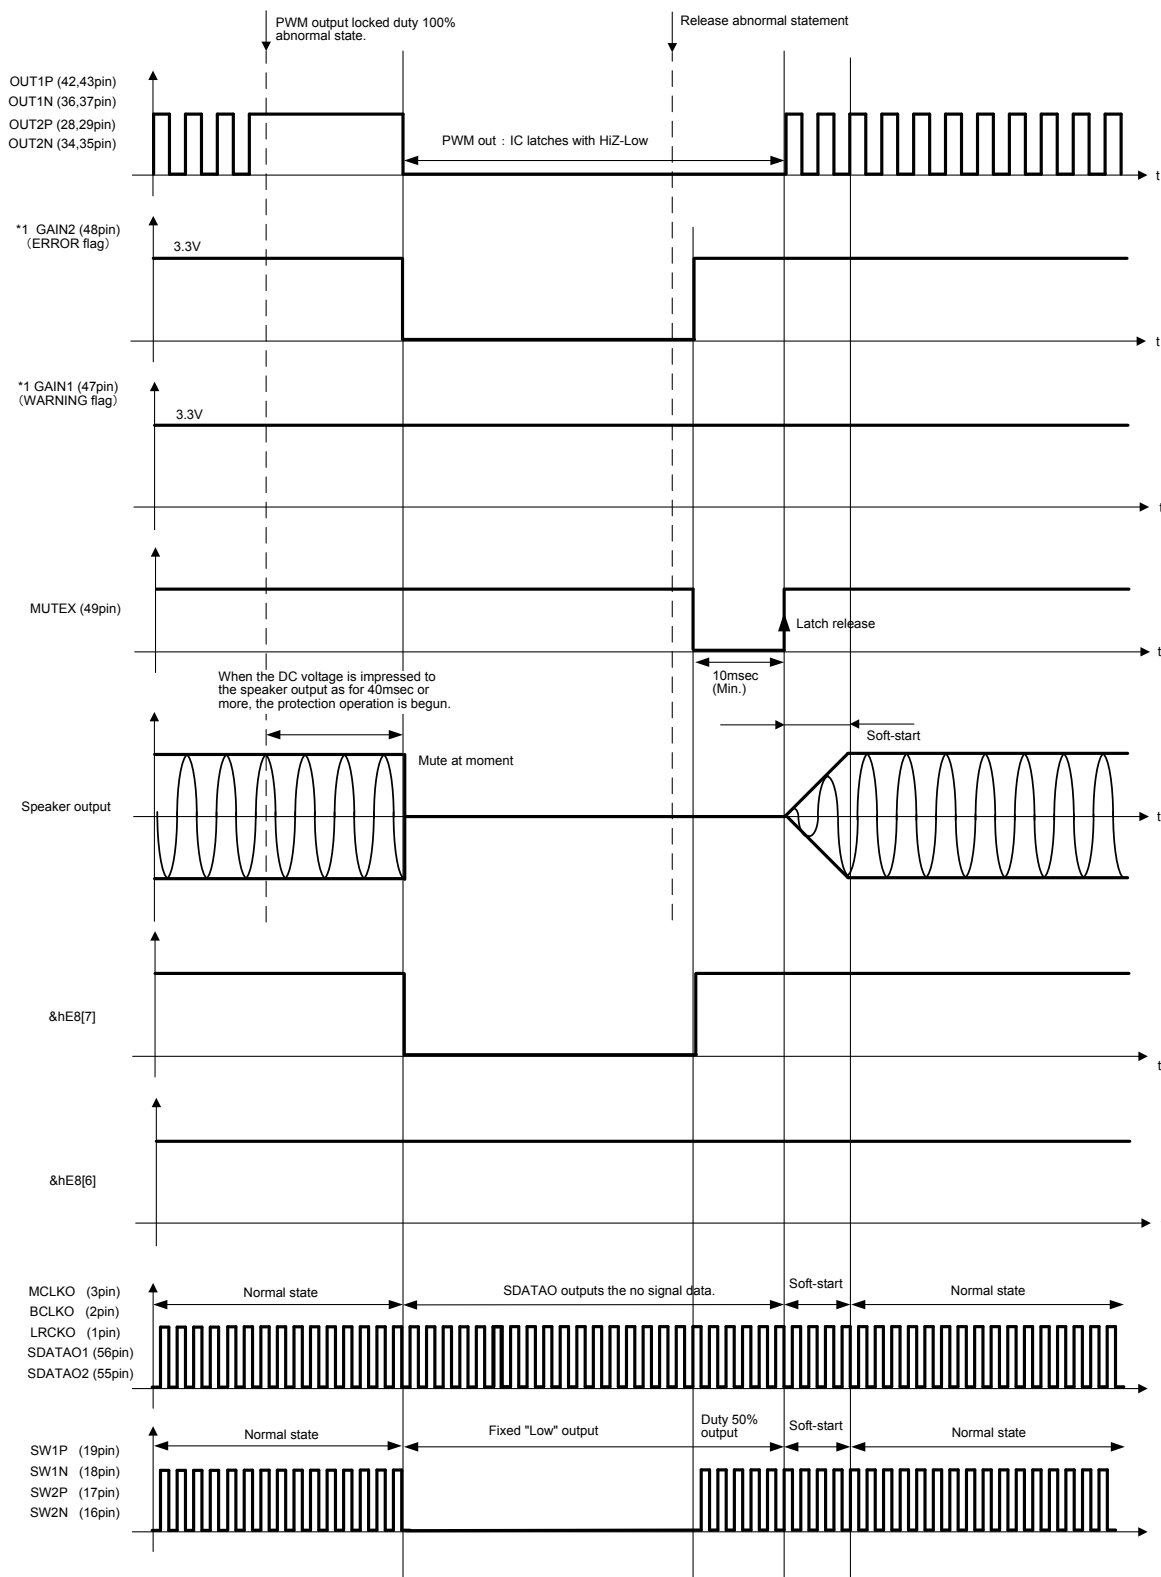 PWM output locked duty 100%
abnormal state.
Release abnormal statement
OUT1P (42,43pin)
OUT1N (36,37pin)
OUT2P (28,29pin)
OUT2N (34,35pin)
PWM out : IC latches with HiZ-Low
t
*1 GAIN2 (48pin)
(ERROR flag)
3.3V
t
*1 GAIN1 (47pin)
(WARNING flag)
3.3V
t
MUTEX (49pin)
Latch release
t
When the DC voltage is impressed to
the speaker output as for 40msec or
more, the protection operation is begun.
10msec
(Min.)
Soft-start
Mute at moment
Speaker output
t
&hE8[7]
t
&hE8[6]
MCLKO (3pin)
BCLKO (2pin)
LRCKO (1pin)
SDATAO1 (56pin)
SDATAO2 (55pin)
Normal state
SDATAO outputs the no signal data.
Soft-start
Normal state
SW1P (19pin)
SW1N (18pin)
SW2P (17pin)
SW2N (16pin)
Normal state
Fixed "Low" output
Duty 50%
output
Soft-start
Normal state